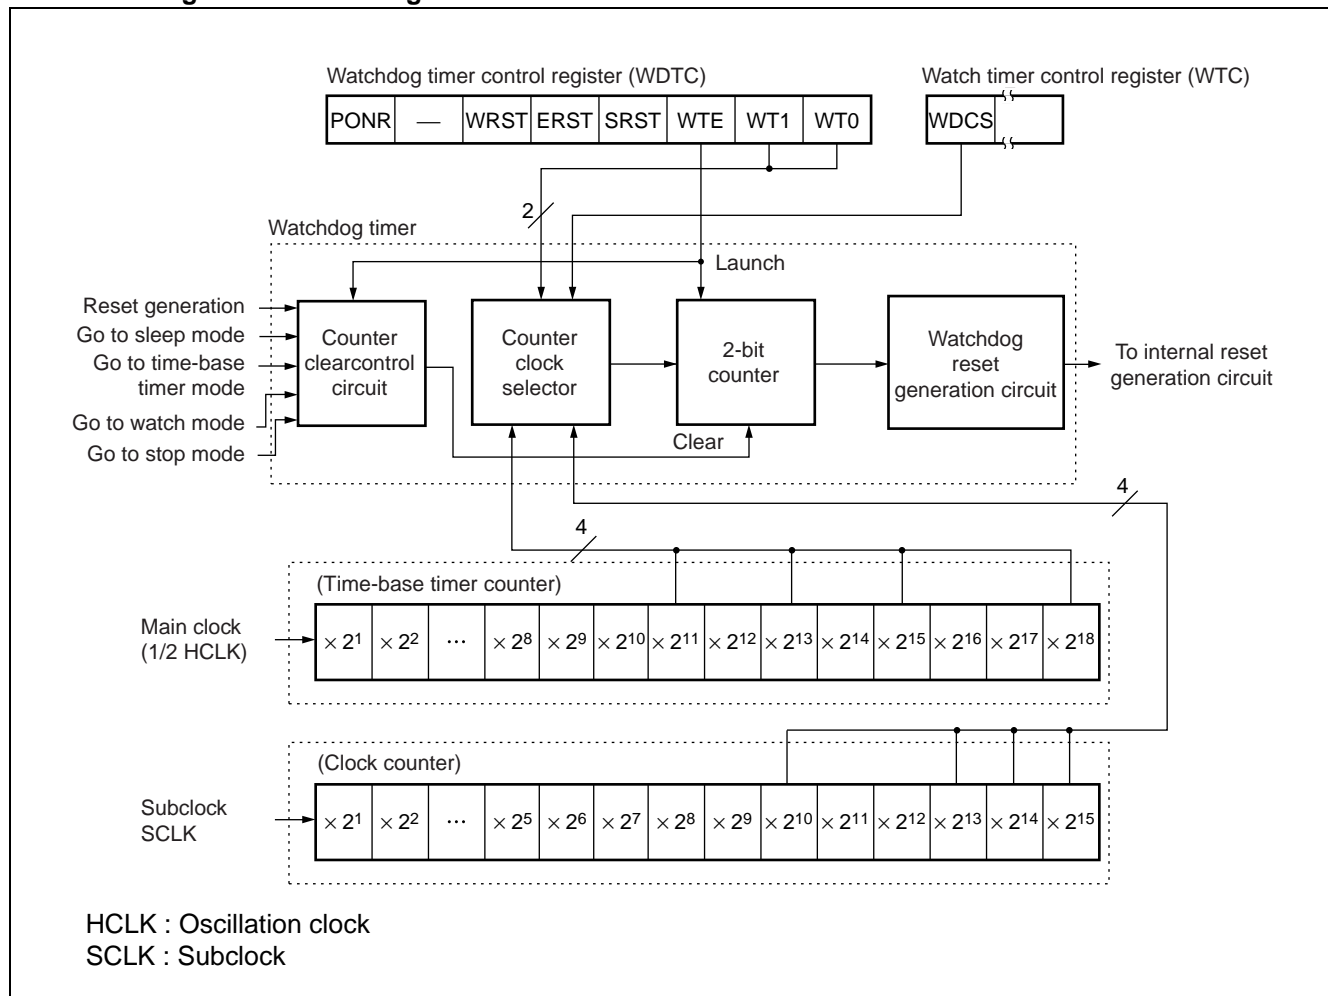 Watchdog timer control register (WDTC)
Watch timer control register (WTC)
PONR — WRST ERST SRST WTE WT1 WT0
WDCS
2
Watchdog timer
Launch
Reset generation
Go to sleep mode
Go to time-base
timer mode
Go to watch mode
Go to stop mode
Counter
clearcontrol
circuit
Counter
clock
selector
2-bit
counter
Watchdog
reset
generation circuit
To internal reset
generation circuit
Clear
4
4
(Time-base timer counter)
Main clock
(1/2 HCLK)
× 2¹ × 2² ... × 2⁸ × 2⁹ × 2¹⁰ × 2¹¹ × 2¹² × 2¹³ × 2¹⁴ × 2¹⁵ × 2¹⁶ × 2¹⁷ × 2¹⁸
(Clock counter)
Subclock
SCLK
× 2¹ × 2² ... × 2⁵ × 2⁶ × 2⁷ × 2⁸ × 2⁹ × 2¹⁰ × 2¹¹ × 2¹² × 2¹³ × 2¹⁴ × 2¹⁵
HCLK : Oscillation clock
SCLK : Subclock